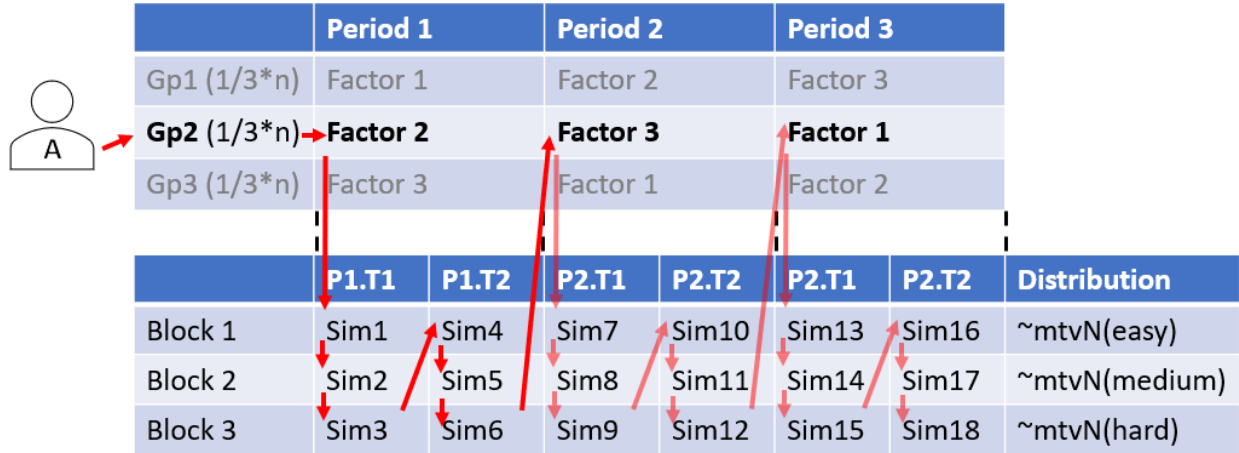 Period 1 Period 2 Period 3
Gp1 (1/3*n) Factor 1 Factor 2 Factor 3
A Gp2 (1/3*n) Factor 2 Factor 3 Factor 1
Gp3 (1/3*n) Factor 3 Factor 1 Factor 2
P1.T1 P1.T2 P2.T1 P2.T2 P2.T1 P2.T2 Distribution
Block 1 Sim1 Sim4 Sim7 Sim10 Sim13 Sim16 ~mtvN(easy)
Block 2 Sim2 Sim5 Sim8 Sim11 Sim14 Sim17 ~mtvN(medium)
Block 3 Sim3 Sim6 Sim9 Sim12 Sim15 Sim18 ~mtvN(hard)